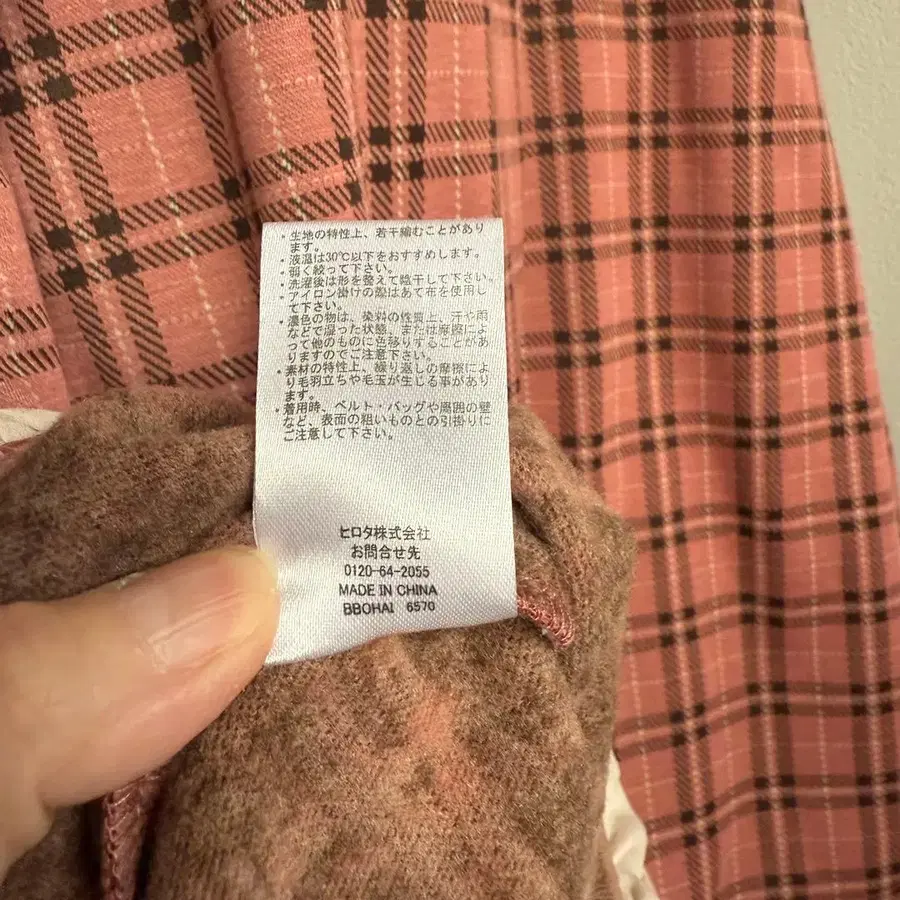 ・生地の特性上、若干縮むことがあり
ます。
・液温は30℃以下をおすすめします。
・弱く絞って下さい。
・洗濯後は形を整えて陰干して下さい。
・アイロン掛けの際はあて布を使用し
て下さい。
・濃色の物は、染料の性質上、汗や雨
などで湿った状態、または摩擦によ
って他のものに色移りすることがあ
りますのでご注意下さい。
・素材の特性上、繰り返しの摩擦によ
り毛羽立ちや毛玉が生じる事があり
ます。
・着用時、ベルト・バッグや周囲の壁
など、表面の粗いものとの引掛りに
ご注意して下さい。
ヒロタ株式会社
お問合せ先
0120-64-2055
MADE IN CHINA
BBOHAI 6570